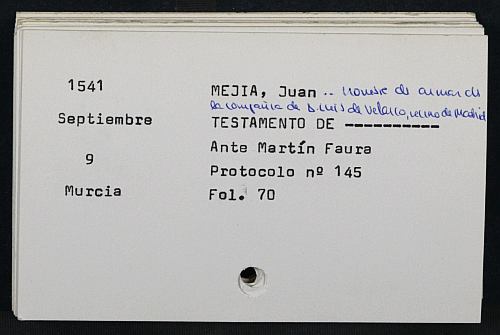 1541
MEJIA, Juan .. hombre de armas de
la compañia de D. Luis de Velasco, vecino de Madrid
Septiembre
TESTAMENTO DE ----------
9
Ante Martín Faura
Protocolo nº 145
Murcia
Fol. 70